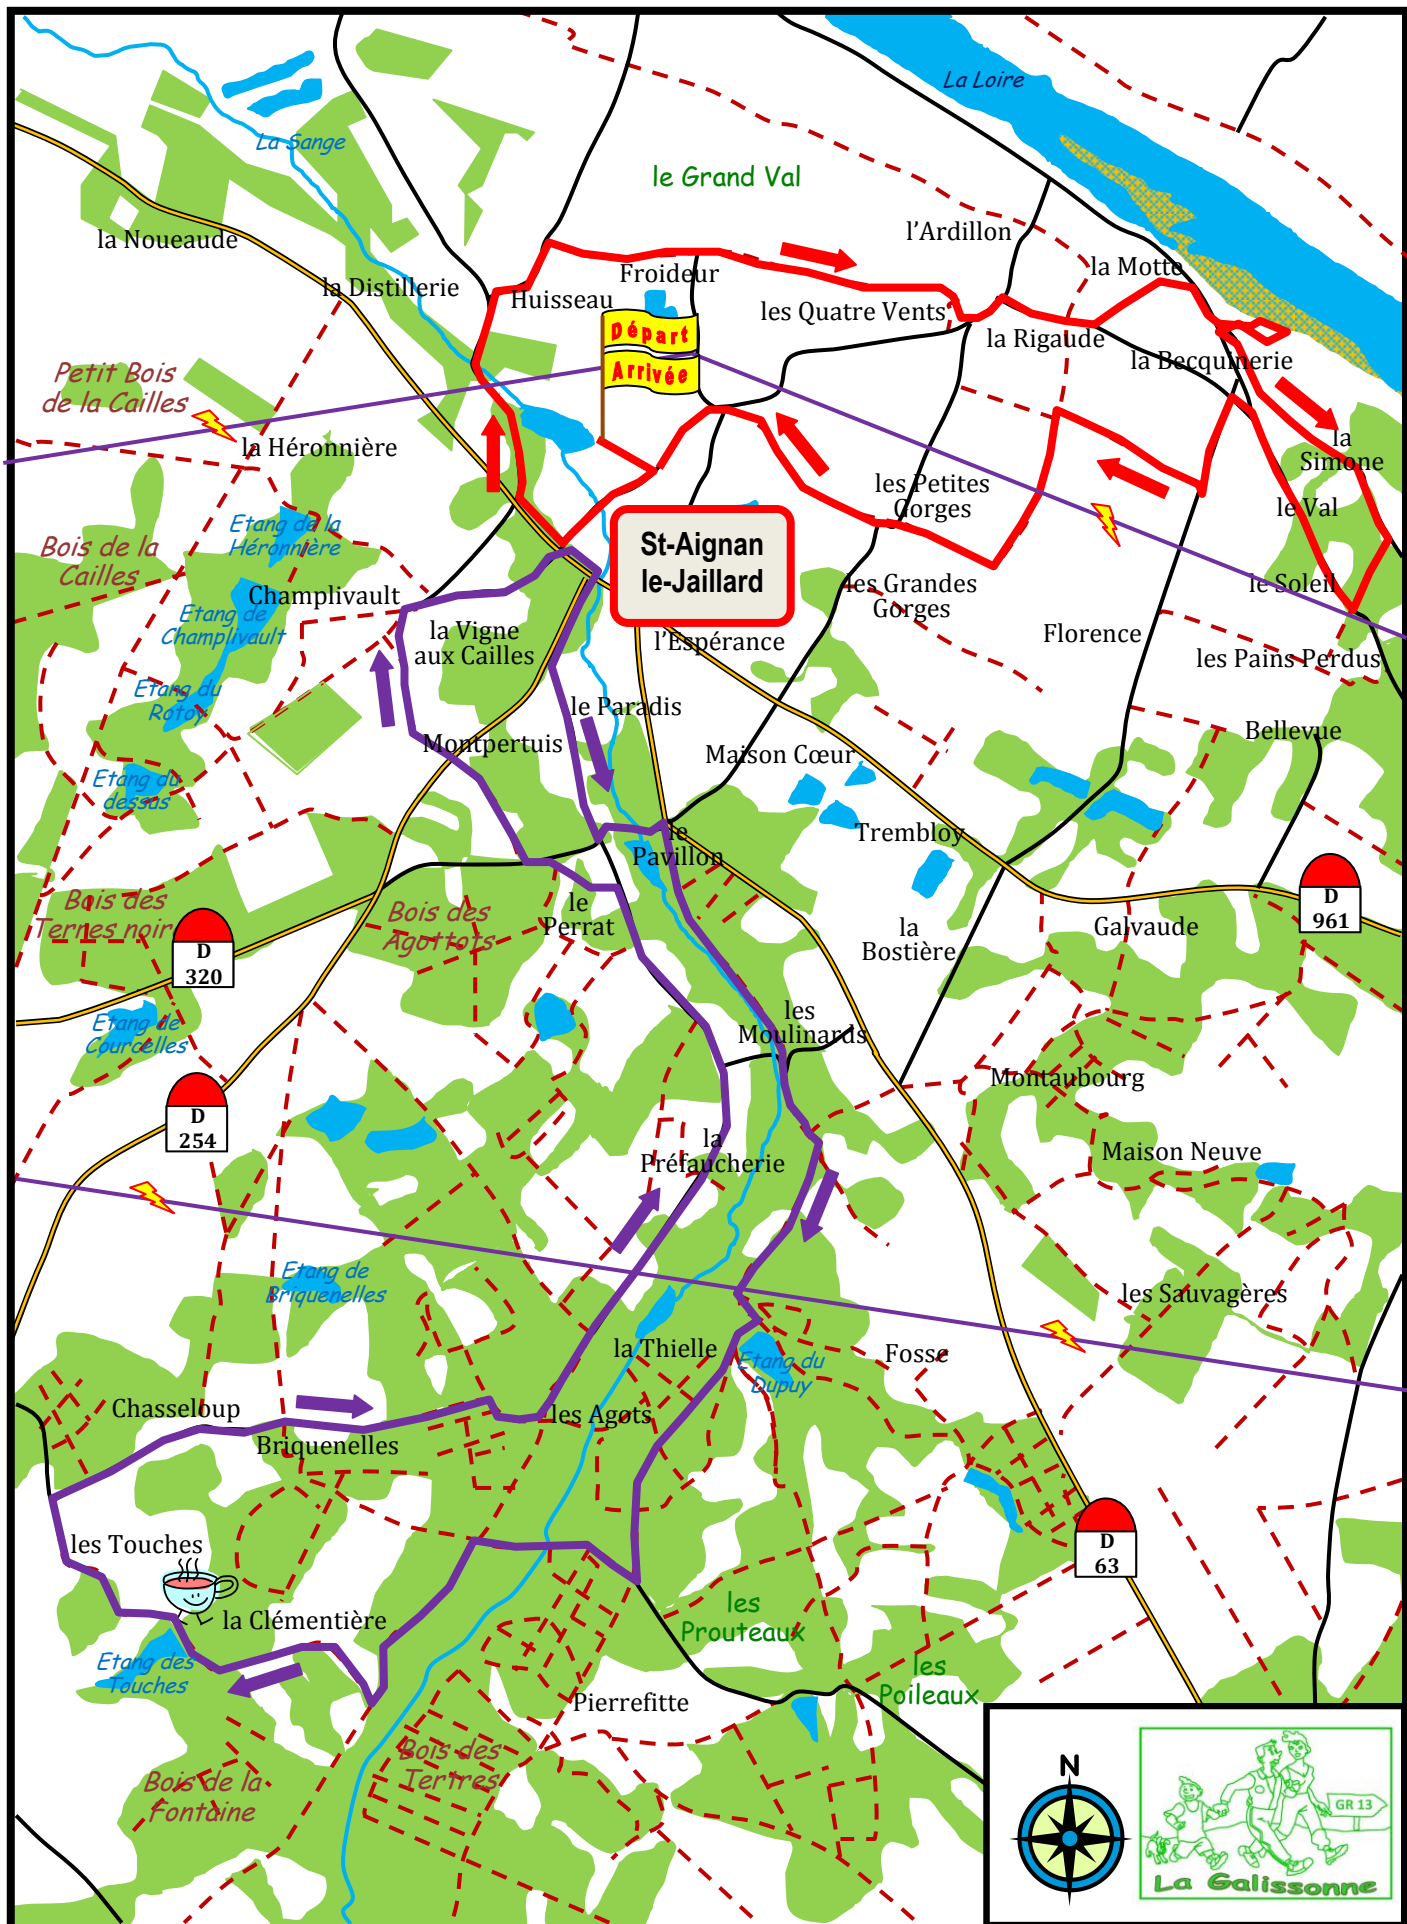 La Loire
La Sange
le Grand Val
l'Ardillon
la Noueaude
la Motte
Froideur
la Distillerie
Huisseau
les Quatre Vents
Départ
Arrivée
la Rigaude
la Becquinerie
Petit Bois
de la Cailles
la Héronnière
la
Simone
les Petites
Gorges
le Val
Etang de la
Héronnière
Bois de la
Cailles
St-Aignan
le-Jaillard
Champlivault
les Grandes
Gorges
le Soleil
Etang de
Champlivault
la Vigne
aux Cailles
l'Espérance
Florence
les Pains Perdus
Etang du
Rotoy
le Paradis
Montpertuis
Maison Cœur
Bellevue
Etang du
dessus
le
Pavillon
Trembloy
Bois des
Ternes noir
Bois des
Agottots
le
Perrat
la
Bostière
Galvaude
D
961
D
320
Etang de
Courcelles
les
Moulinards
Montaubourg
D
254
la
Préfaucherie
Maison Neuve
Etang de
Briquenelles
les Sauvagères
la Thielle
Etang du
Dupuy
Fosse
Chasseloup
les Agots
Briquenelles
les Touches
D
63
la Clémentière
les
Prouteaux
Etang des
Touches
les
Poileaux
Pierrefitte
Bois des
Tertres
Bois de la
Fontaine
N
GR 13
La Galissonne